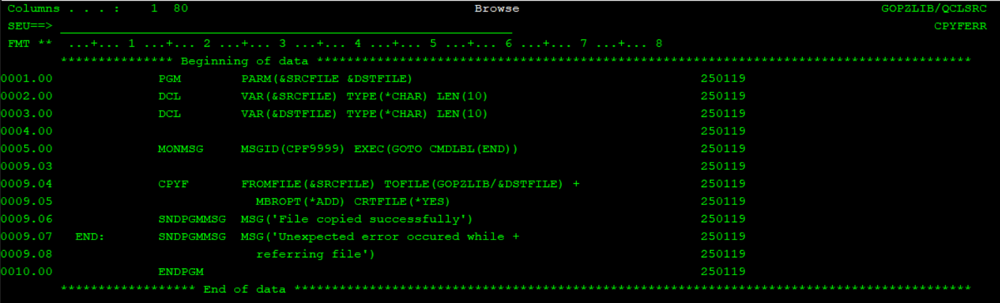 Columns . . . :    1  80                    Browse                    GOPZLIB/QCLSRC
SEU==> ____________________________________________________________ CPYFERR
FMT **  ...+... 1 ...+... 2 ...+... 3 ...+... 4 ...+... 5 ...+... 6 ...+... 7 ...+... 8
*************** Beginning of data ***************************************************************************************
0001.00              PGM        PARM(&SRCFILE &DSTFILE)                                      250119
0002.00              DCL        VAR(&SRCFILE) TYPE(*CHAR) LEN(10)                            250119
0003.00              DCL        VAR(&DSTFILE) TYPE(*CHAR) LEN(10)                            250119
0004.00                                                                                      250119
0005.00              MONMSG     MSGID(CPF9999) EXEC(GOTO CMDLBL(END))                        250119
0009.03                                                                                      250119
0009.04              CPYF       FROMFILE(&SRCFILE) TOFILE(GOPZLIB/&DSTFILE) +                250119
0009.05                           MBROPT(*ADD) CRTFILE(*YES)                                 250119
0009.06              SNDPGMMSG  MSG('File copied successfully')                              250119
0009.07   END:       SNDPGMMSG  MSG('Unexpected error occured while +                        250119
0009.08                           referring file')                                           250119
0010.00              ENDPGM                                                                  250119
****************** End of data ******************************************************************************************